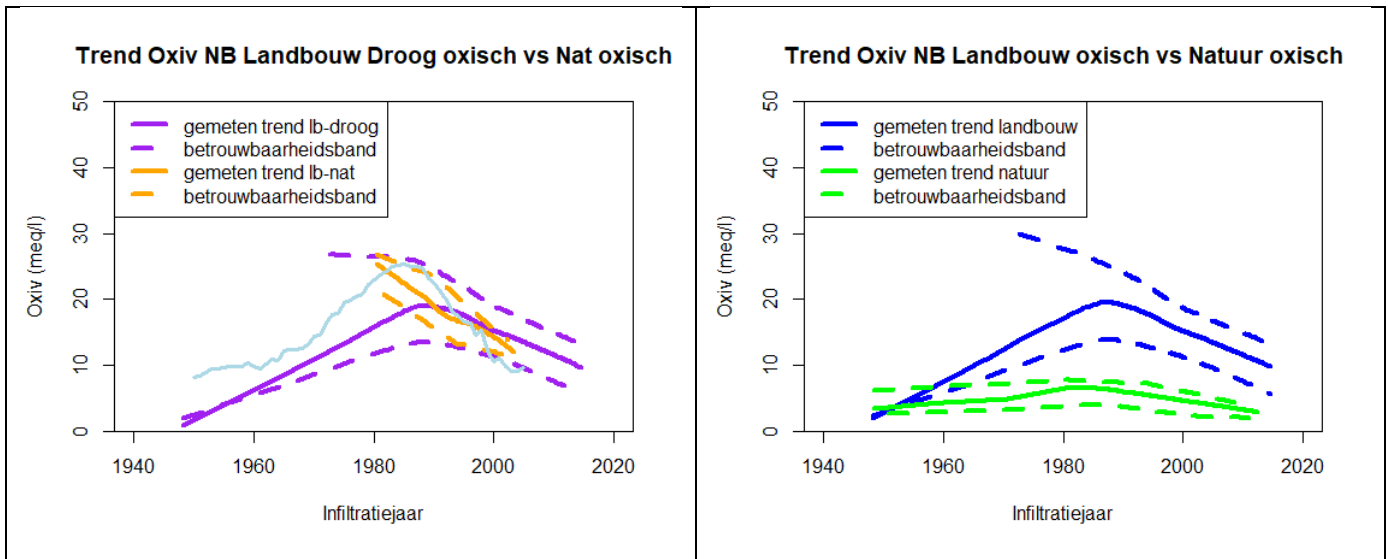 Trend Oxiv NB Landbouw Droog oxisch vs Nat oxisch
50
40
30
20
10
0
Oxiv (meq/l)
gemeten trend lb-droog
betrouwbaarheidsband
gemeten trend lb-nat
betrouwbaarheidsband
1940 1960 1980 2000 2020
Infiltratiejaar
Trend Oxiv NB Landbouw oxisch vs Natuur oxisch
50
40
30
20
10
0
Oxiv (meq/l)
gemeten trend landbouw
betrouwbaarheidsband
gemeten trend natuur
betrouwbaarheidsband
1940 1960 1980 2000 2020
Infiltratiejaar